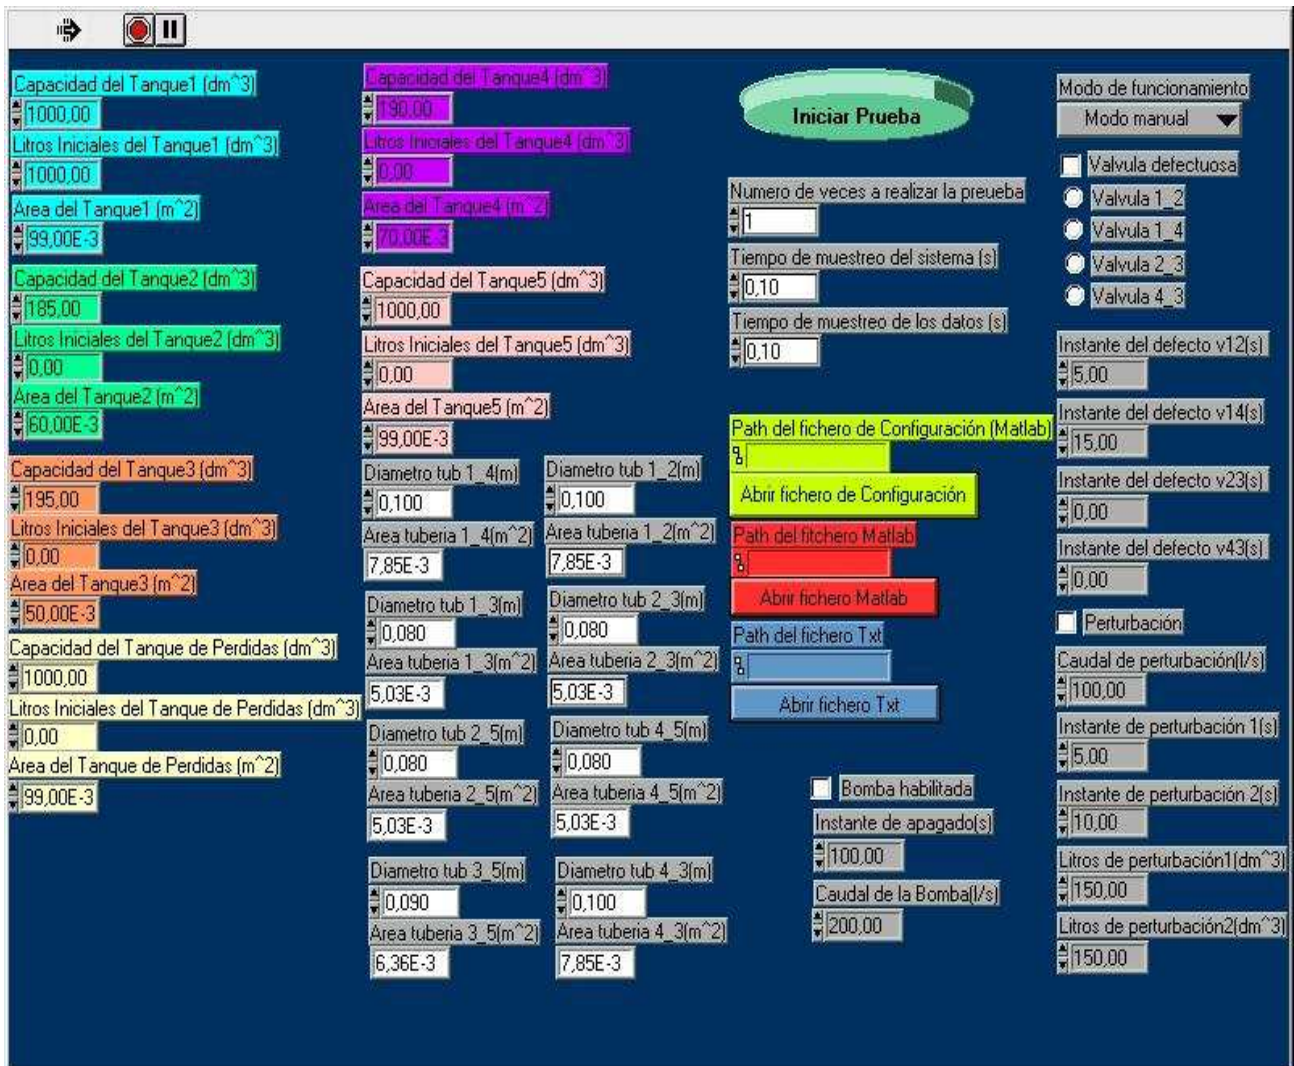 Capacidad del Tanque1 (dm^3)
1000,00
Litros Iniciales del Tanque1 (dm^3)
1000,00
Area del Tanque1 (m^2)
99,00E-3
Capacidad del Tanque2 (dm^3)
185,00
Litros Iniciales del Tanque2 (dm^3)
0,00
Area del Tanque2 (m^2)
60,00E-3
Capacidad del Tanque3 (dm^3)
195,00
Litros Iniciales del Tanque3 (dm^3)
0,00
Area del Tanque3 (m^2)
50,00E-3
Capacidad del Tanque de Perdidas (dm^3)
1000,00
Litros Iniciales del Tanque de Perdidas (dm^3)
0,00
Area del Tanque de Perdidas (m^2)
99,00E-3
Capacidad del Tanque4 (dm^3)
190,00
Litros Iniciales del Tanque4 (dm^3)
0,00
Area del Tanque4 (m^2)
70,00E-3
Capacidad del Tanque5 (dm^3)
1000,00
Litros Iniciales del Tanque5 (dm^3)
0,00
Area del Tanque5 (m^2)
99,00E-3
Diametro tub 1_4(m)
0,100
Area tuberia 1_4(m^2)
7,85E-3
Diametro tub 1_2(m)
0,100
Area tuberia 1_2(m^2)
7,85E-3
Diametro tub 1_3(m)
0,080
Area tuberia 1_3(m^2)
5,03E-3
Diametro tub 2_3(m)
0,080
Area tuberia 2_3(m^2)
5,03E-3
Diametro tub 2_5(m)
0,080
Area tuberia 2_5(m^2)
5,03E-3
Diametro tub 4_5(m)
0,080
Area tuberia 4_5(m^2)
5,03E-3
Diametro tub 3_5(m)
0,090
Area tuberia 3_5(m^2)
6,36E-3
Diametro tub 4_3(m)
0,100
Area tuberia 4_3(m^2)
7,85E-3
Iniciar Prueba
Numero de veces a realizar la preueba
1
Tiempo de muestreo del sistema (s)
0,10
Tiempo de muestreo de los datos (s)
0,10
Path del fichero de Configuración (Matlab)
Abrir fichero de Configuración
Path del fitchero Matlab
Abrir fichero Matlab
Path del fichero Txt
Abrir fichero Txt
Bomba habilitada
Instante de apagado(s)
100,00
Caudal de la Bomba(l/s)
200,00
Modo de funcionamiento
Modo manual
Valvula defectuosa
Valvula 1_2
Valvula 1_4
Valvula 2_3
Valvula 4_3
Instante del defecto v12(s)
5,00
Instante del defecto v14(s)
15,00
Instante del defecto v23(s)
0,00
Instante del defecto v43(s)
0,00
Perturbación
Caudal de perturbación(l/s)
100,00
Instante de perturbación 1(s)
5,00
Instante de perturbación 2(s)
10,00
Litros de perturbación1(dm^3)
150,00
Litros de perturbación2(dm^3)
150,00